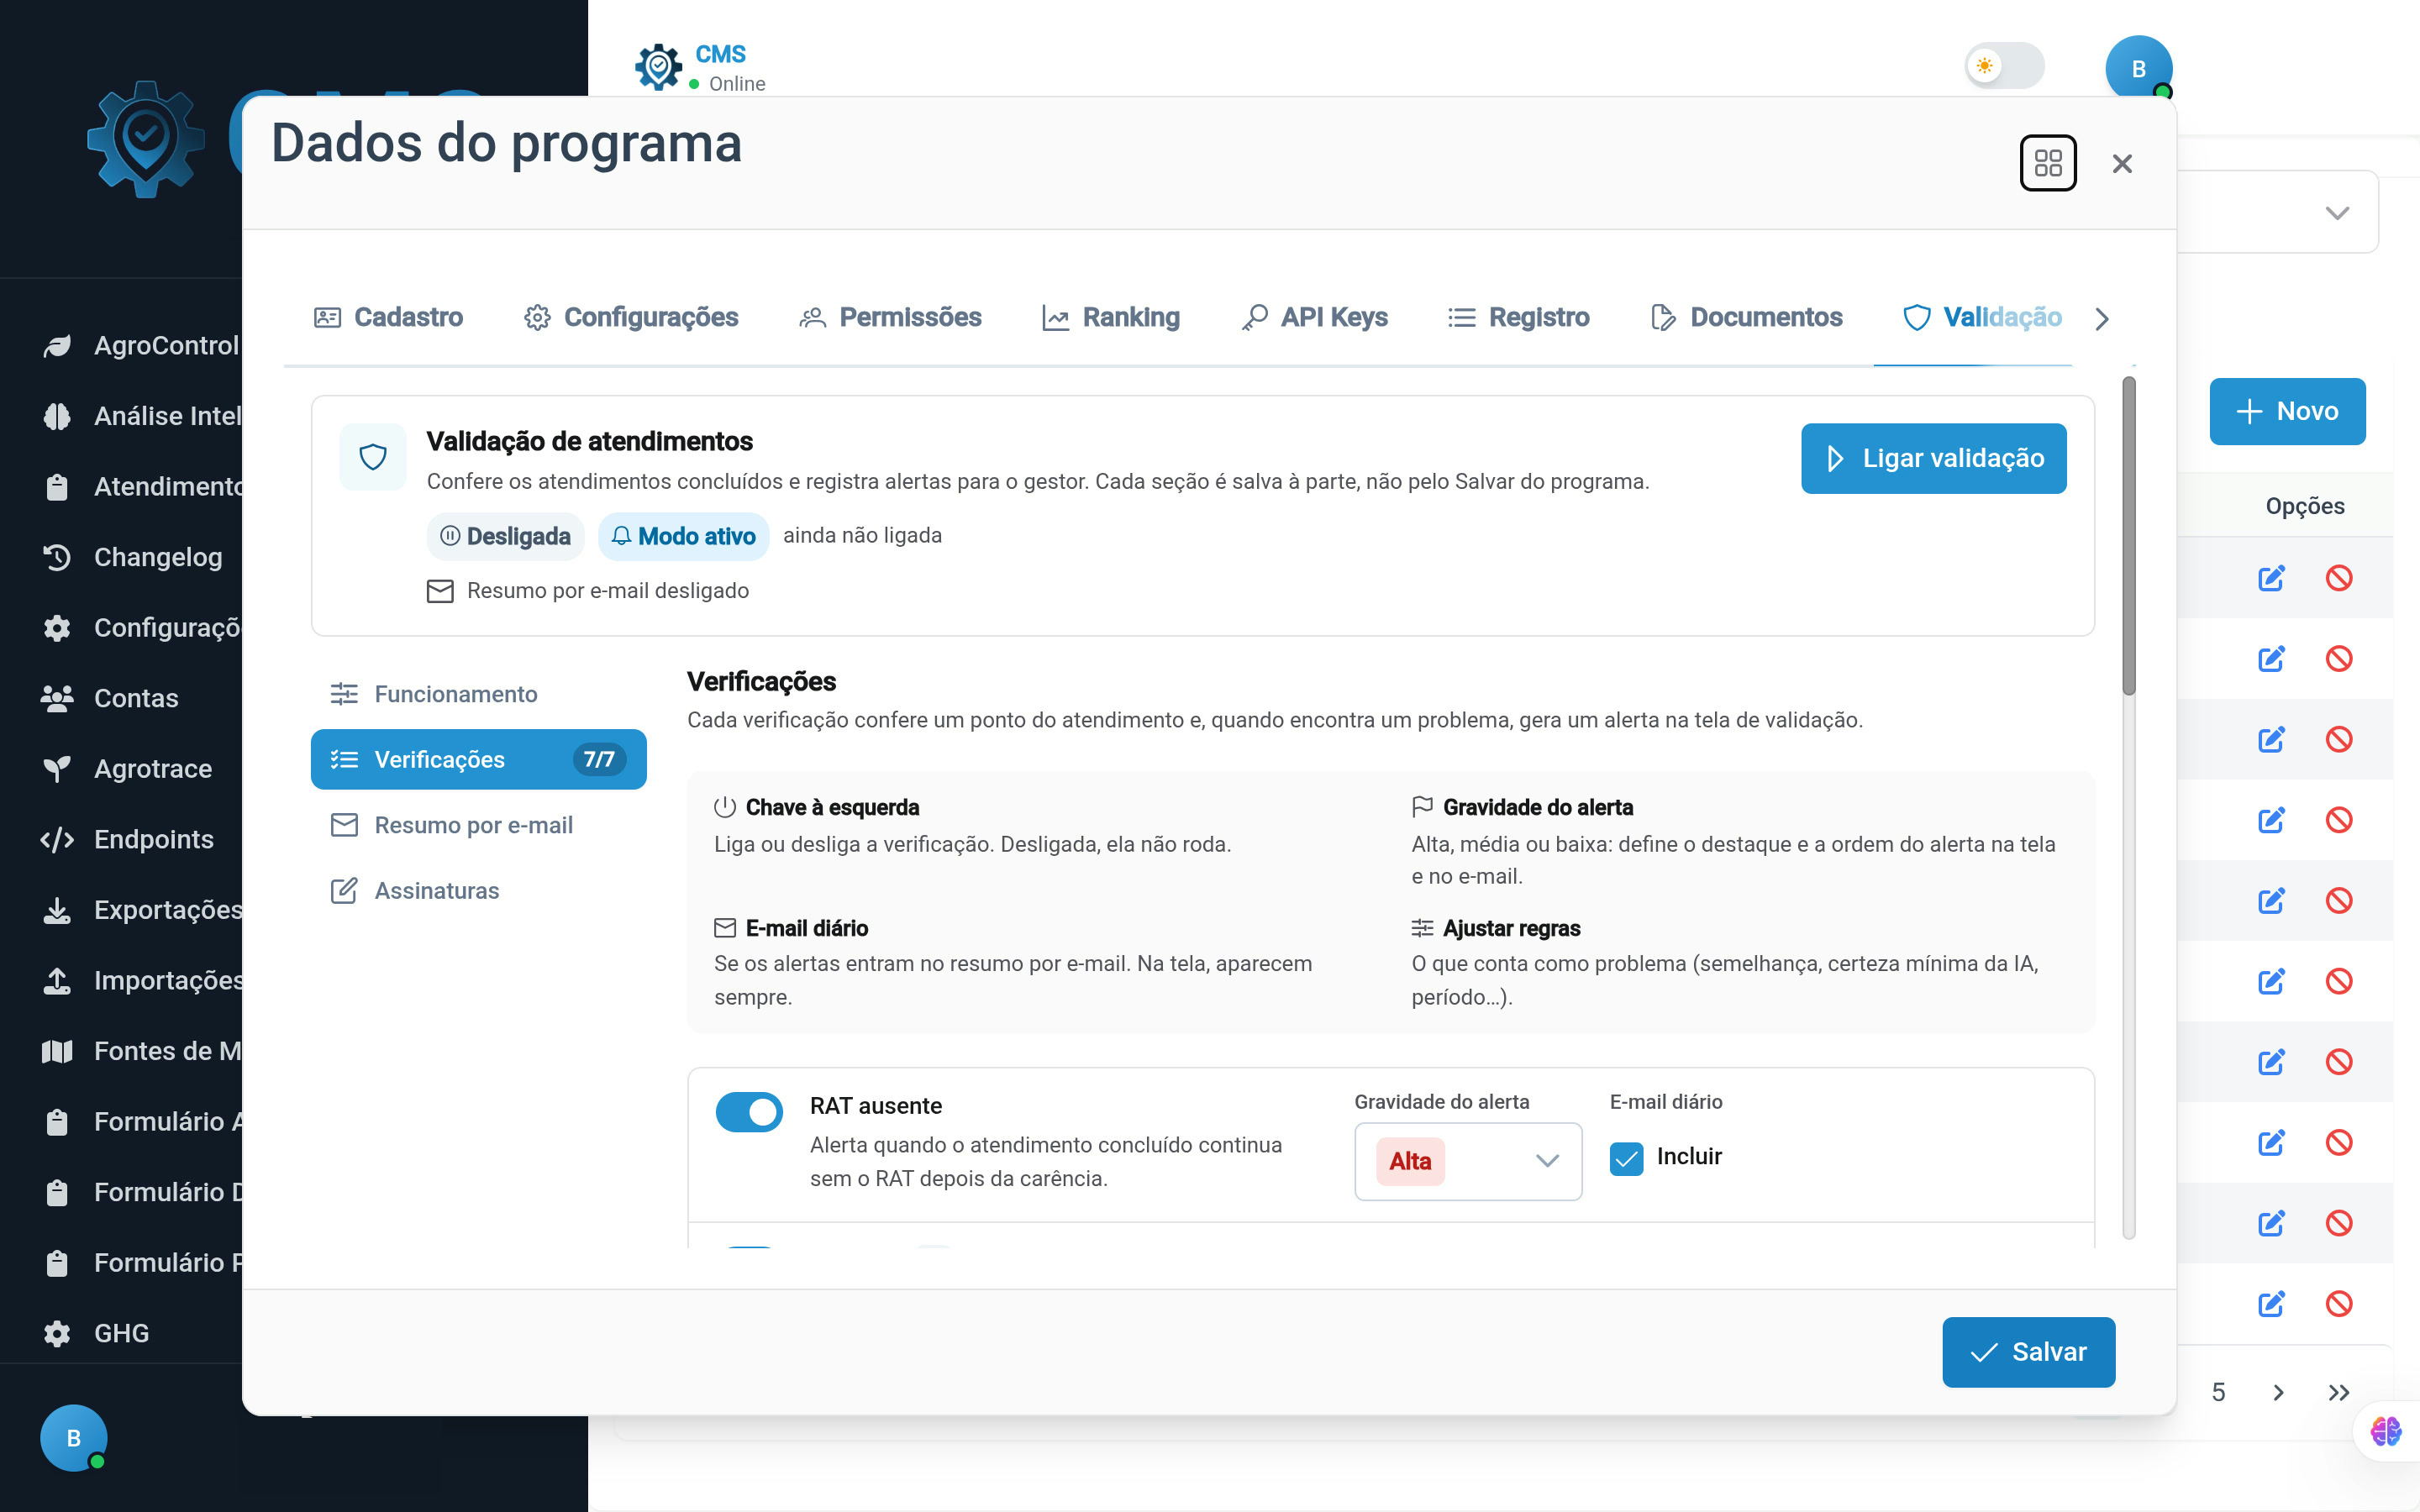 CMS
Online
B
Dados do programa
Cadastro
Configurações
Permissões
Ranking
API Keys
Registro
Documentos
Validação
Validação de atendimentos
Confere os atendimentos concluídos e registra alertas para o gestor. Cada seção é salva à parte, não pelo Salvar do programa.
Desligada
Modo ativo
ainda não ligada
Resumo por e-mail desligado
Ligar validação
Funcionamento
Verificações
7/7
Resumo por e-mail
Assinaturas
Verificações
Cada verificação confere um ponto do atendimento e, quando encontra um problema, gera um alerta na tela de validação.
Chave à esquerda
Liga ou desliga a verificação. Desligada, ela não roda.
Gravidade do alerta
Alta, média ou baixa: define o destaque e a ordem do alerta na tela
e no e-mail.
E-mail diário
Se os alertas entram no resumo por e-mail. Na tela, aparecem
sempre.
Ajustar regras
O que conta como problema (semelhança, certeza mínima da IA,
período...).
RAT ausente
Alerta quando o atendimento concluído continua
sem o RAT depois da carência.
Gravidade do alerta
Alta
E-mail diário
Incluir
Salvar
AgroControl
Análise Intel
Atendimento
Changelog
Configuraçõ
Contas
Agrotrace
Endpoints
Exportações
Importações
Fontes de M
Formulário A
Formulário D
Formulário P
GHG
B
Novo
Opções
5